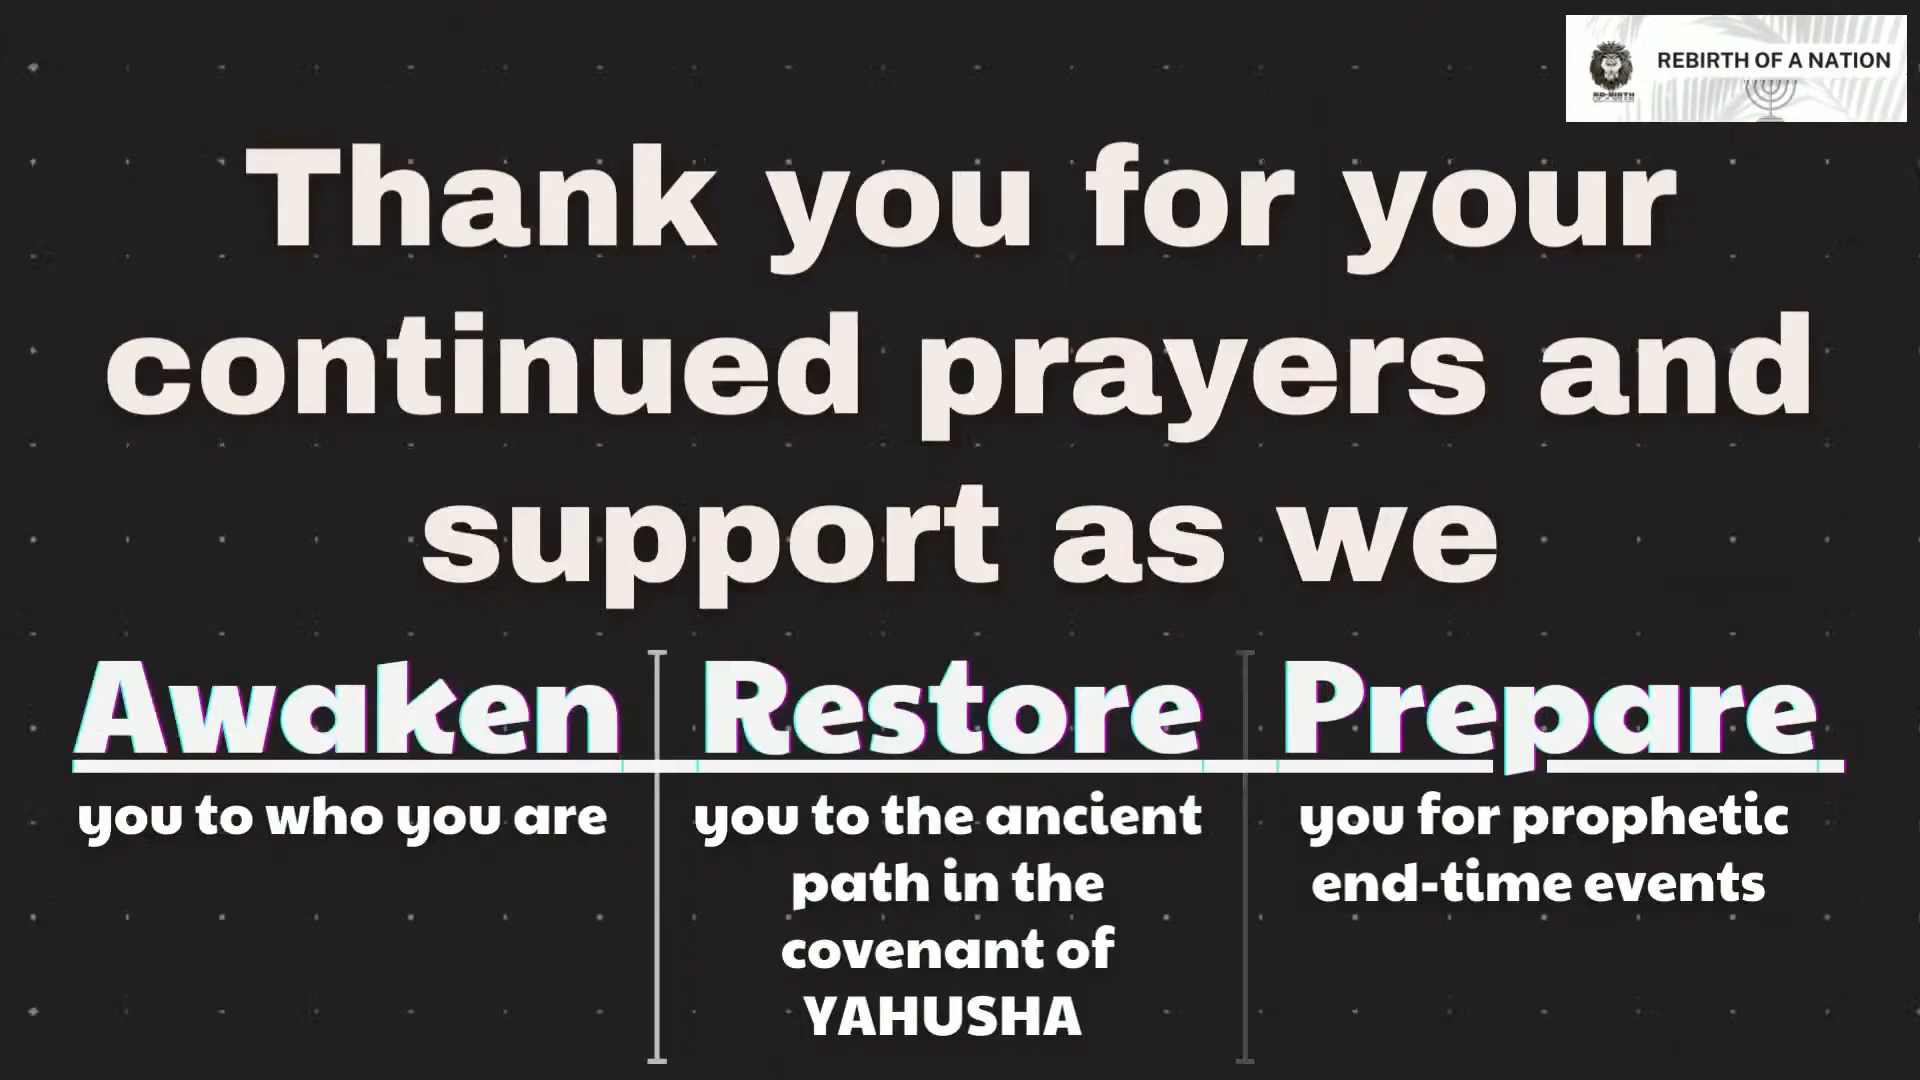 REBIRTH OF A NATION
Thank you for your
continued prayers and
support as we
Awaken
you to who you are
Restore
you to the ancient
path in the
covenant of
YAHUSHA
Prepare
you for prophetic
end-time events